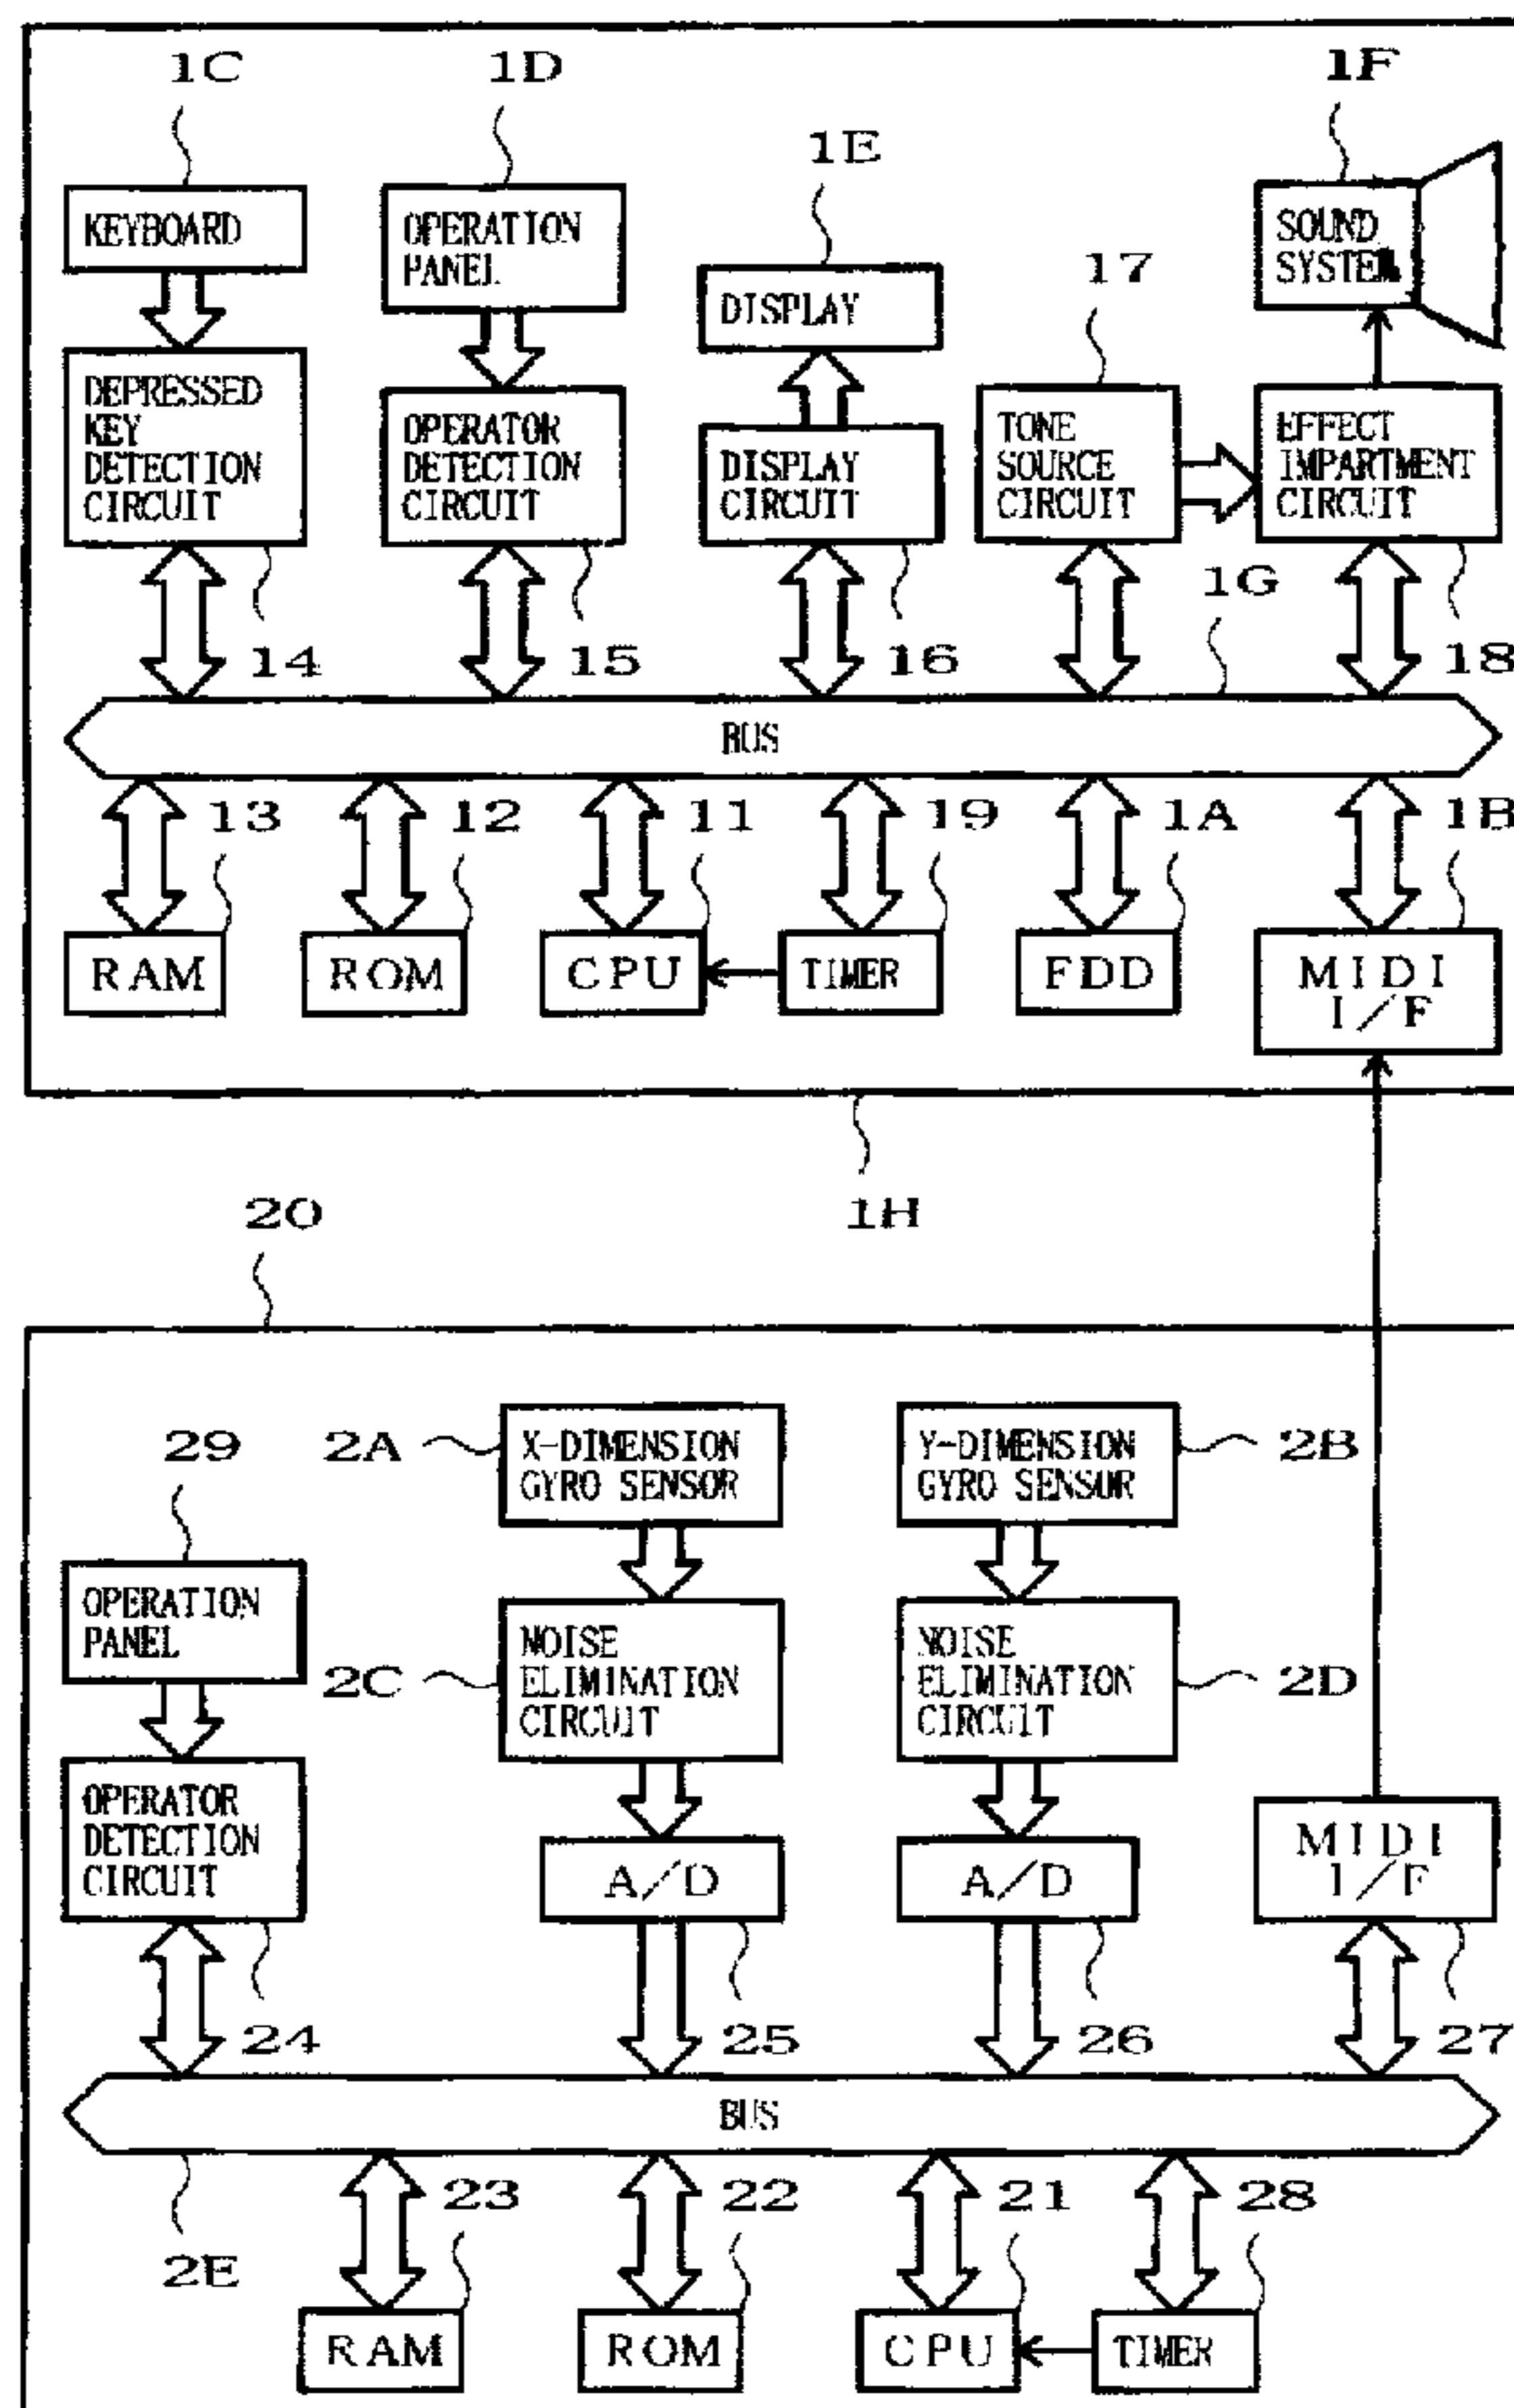 1C
1D
1E
1F
KEYBOARD
OPERATION
PANEL
DISPLAY
17
SOUND
SYSTEM
DEPRESSED
KEY
DETECTION
CIRCUIT
OPERATOR
DETECTION
CIRCUIT
DISPLAY
CIRCUIT
TONE
SOURCE
CIRCUIT
EFFECT
IMPARTMENT
CIRCUIT
14
15
16
1G
18
BUS
13
12
11
19
1A
1B
RAM
ROM
CPU
TIMER
FDD
MIDI
I/F
1H
20
29
2A
X-DIMENSION
GYRO SENSOR
Y-DIMENSION
GYRO SENSOR
2B
OPERATION
PANEL
2C
NOISE
ELIMINATION
CIRCUIT
NOISE
ELIMINATION
CIRCUIT
2D
OPERATOR
DETECTION
CIRCUIT
A/D
A/D
MIDI
I/F
24
25
26
27
BUS
2E
23
22
21
28
RAM
ROM
CPU
TIMER